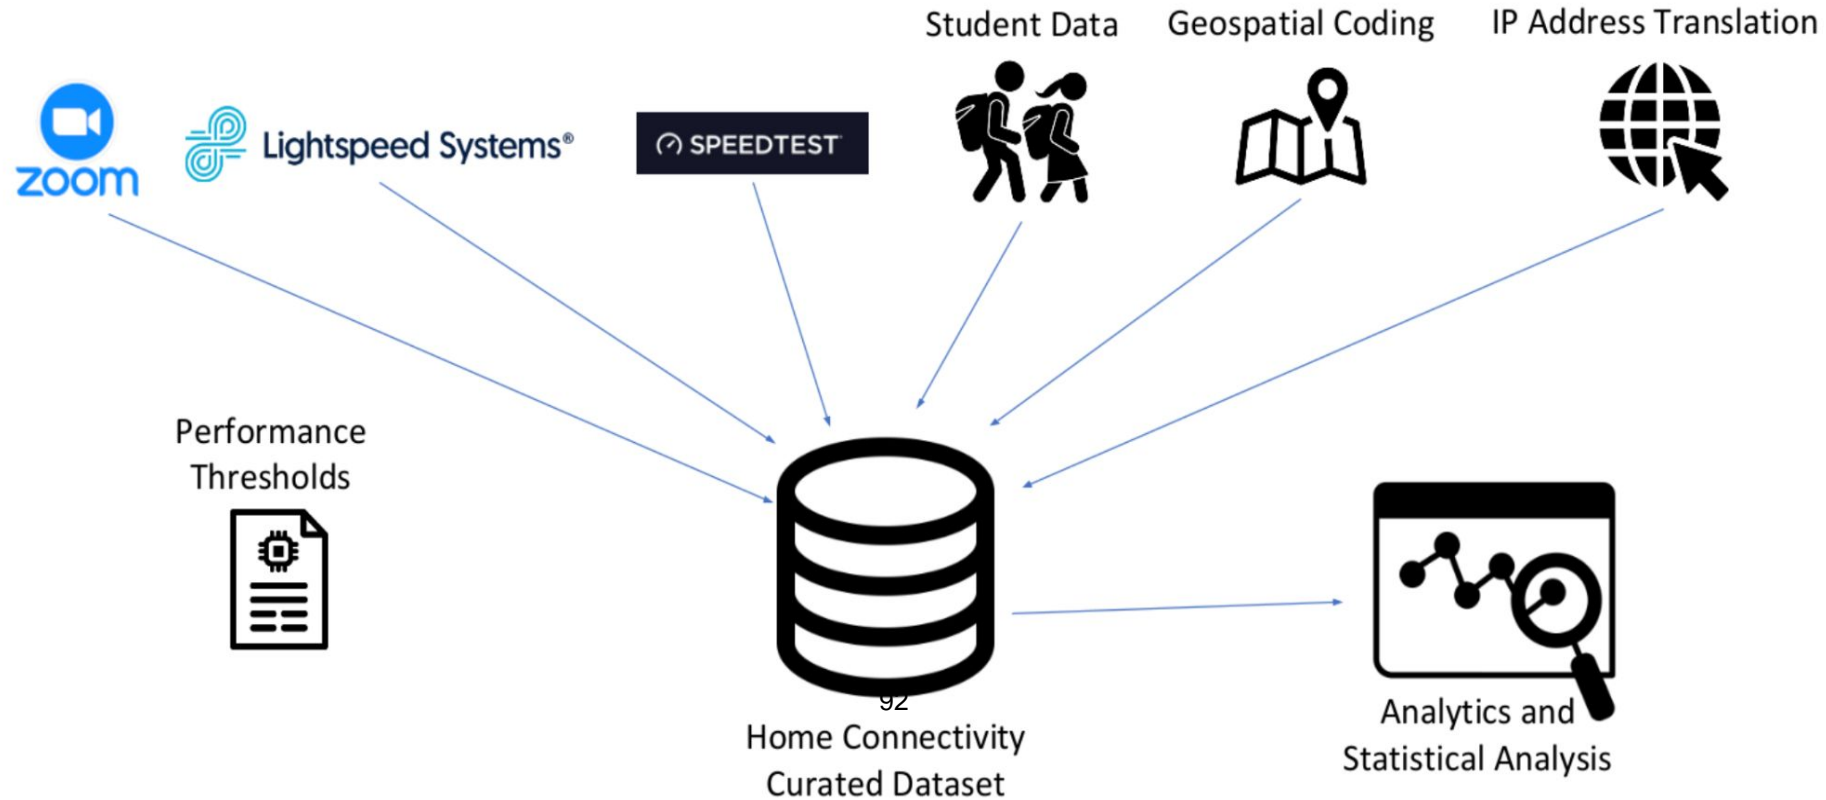 Student Data
Geospatial Coding
IP Address Translation
zoom
Lightspeed Systems®
SPEEDTEST
Performance
Thresholds
92
Home Connectivity
Curated Dataset
Analytics and
Statistical Analysis